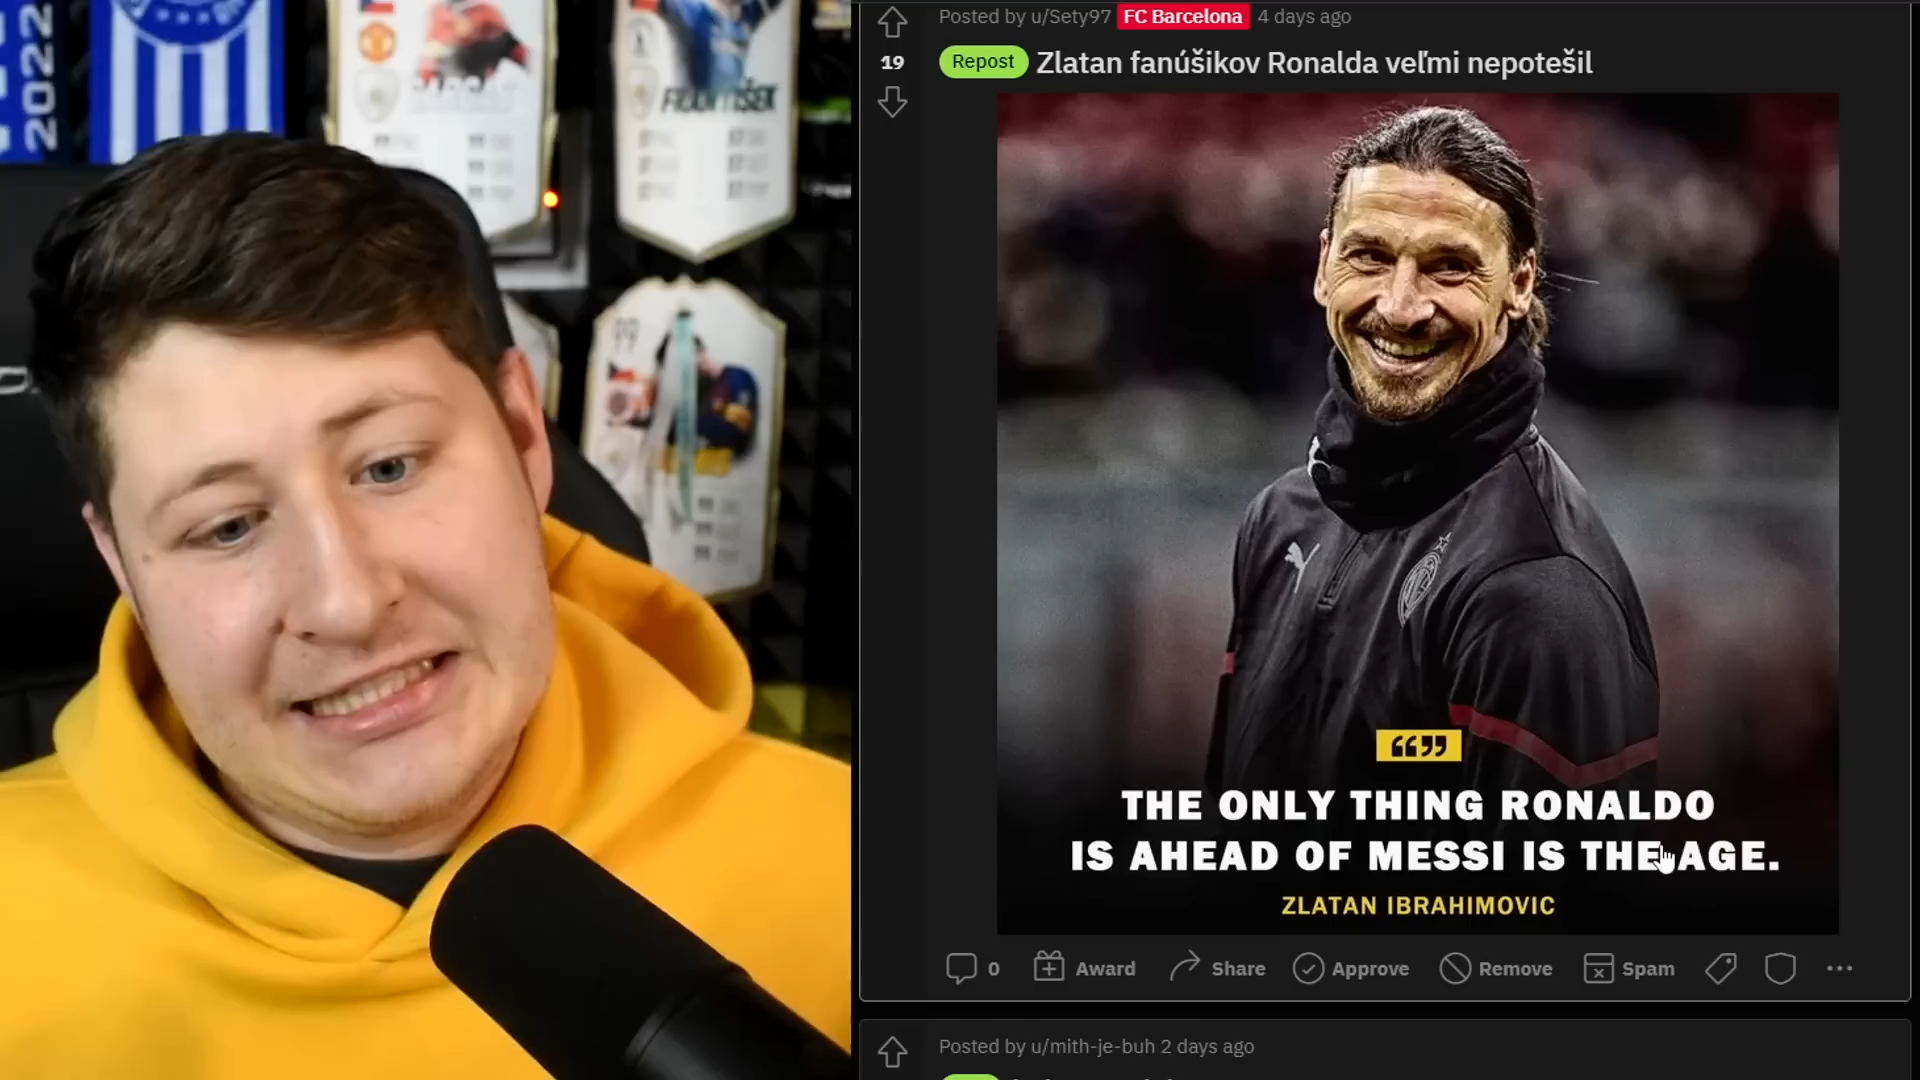 2022
FRANTIŠEK
99
Posted by u/Sety97 FC Barcelona 4 days ago
19
Repost Zlatan fanúšikov Ronalda veľmi nepotešil
THE ONLY THING RONALDO
IS AHEAD OF MESSI IS THE AGE.
ZLATAN IBRAHIMOVIC
0 Award Share Approve Remove Spam
Posted by u/mith-je-buh 2 days ago